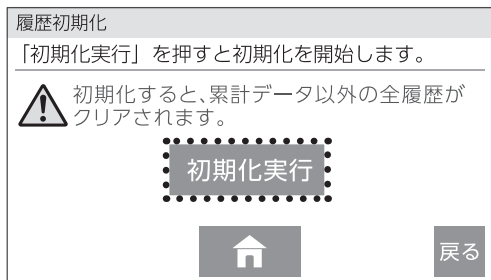 履歴初期化
「初期化実行」を押すと初期化を開始します。
初期化すると、累計データ以外の全履歴が
クリアされます。
初期化実行
戻る